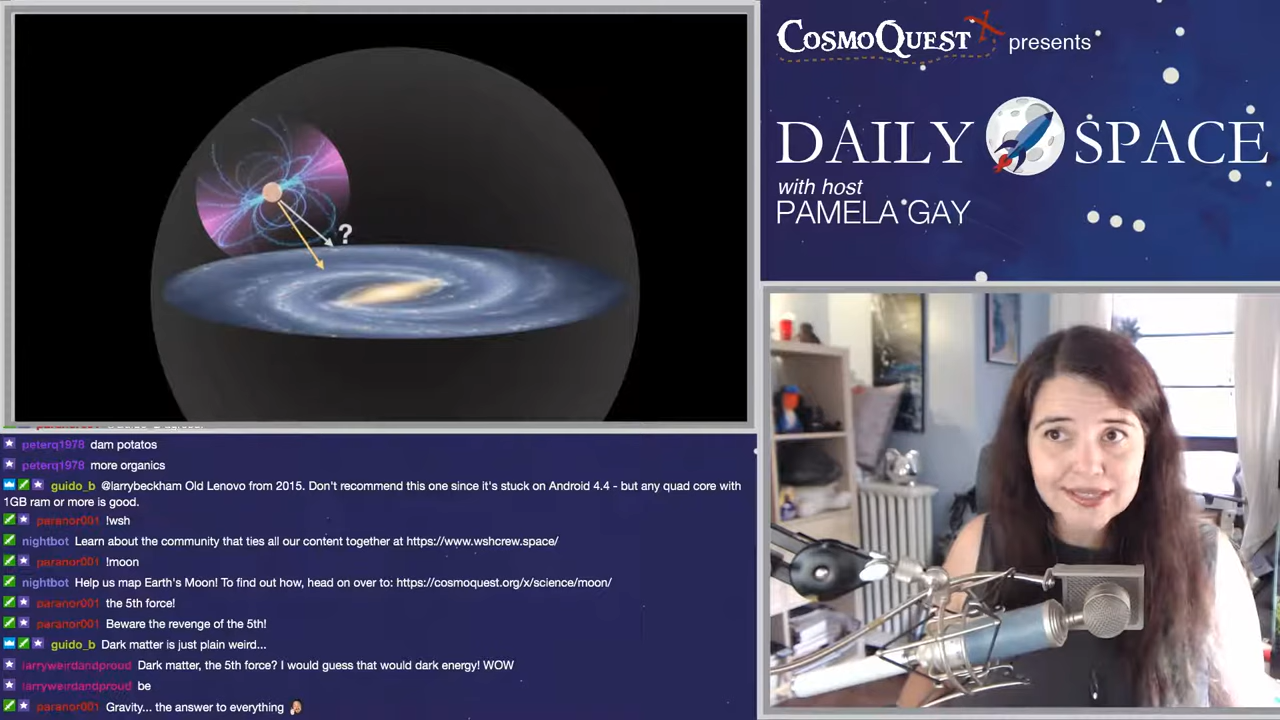 COSMOQUEST X presents
DAILY SPACE
with host
PAMELA GAY
?
peterq1978 dam potatos
peterq1978 more organics
guido_b @larrybeckham Old Lenovo from 2015. Don't recommend this one since it's stuck on Android 4.4 - but any quad core with
1GB ram or more is good.
paranor001 !wsh
nightbot Learn about the community that ties all our content together at https://www.wshcrew.space/
paranor001 !moon
nightbot Help us map Earth's Moon! To find out how, head on over to: https://cosmoquest.org/x/science/moon/
paranor001 the 5th force!
paranor001 Beware the revenge of the 5th!
guido_b Dark matter is just plain weird...
larryweirdandproud Dark matter, the 5th force? I would guess that would dark energy! WOW
larryweirdandproud be
paranor001 Gravity... the answer to everything